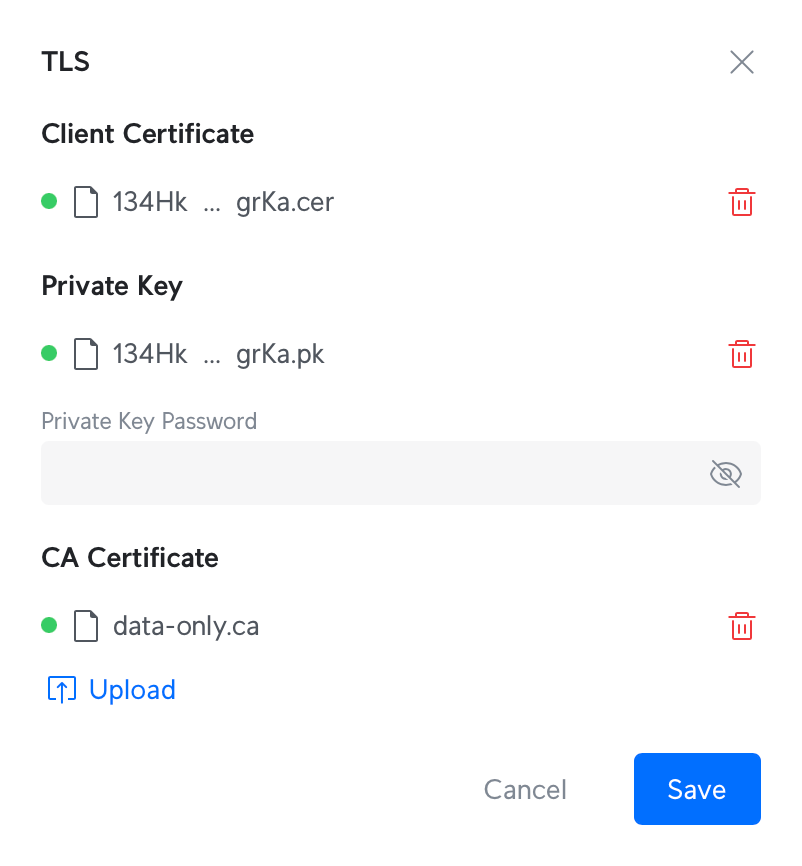 TLS
Client Certificate
134Hk ... grKa.cer
Private Key
134Hk ... grKa.pk
Private Key Password
CA Certificate
data-only.ca
Upload
Cancel Save